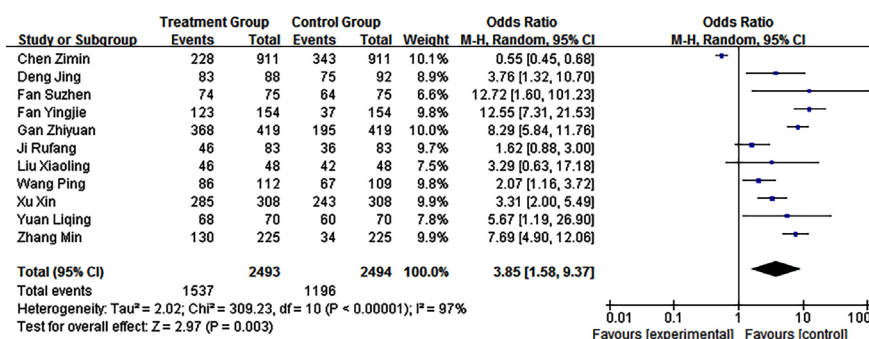 Treatment Group Control Group Odds Ratio Odds Ratio
Study or Subgroup Events Total Events Total Weight M-H, Random, 95% CI M-H, Random, 95% CI
Chen Zimin 228 911 343 911 10.1% 0.55 [0.45, 0.68]
Deng Jing 83 88 75 92 8.9% 3.76 [1.32, 10.70]
Fan Suzhen 74 75 64 75 6.6% 12.72 [1.60, 101.23]
Fan Yingjie 123 154 37 154 9.8% 12.55 [7.31, 21.53]
Gan Zhiyuan 368 419 195 419 10.0% 8.29 [5.84, 11.76]
Ji Rufang 46 83 36 83 9.7% 1.62 [0.88, 3.00]
Liu Xiaoling 46 48 42 48 7.5% 3.29 [0.63, 17.18]
Wang Ping 86 112 67 109 9.8% 2.07 [1.16, 3.72]
Xu Xin 285 308 243 308 9.9% 3.31 [2.00, 5.49]
Yuan Liqing 68 70 60 70 7.8% 5.67 [1.19, 26.90]
Zhang Min 130 225 34 225 9.9% 7.69 [4.90, 12.06]
Total (95% CI) 2493 2494 100.0% 3.85 [1.58, 9.37]
Total events 1537 1196
Heterogeneity: Tau² = 2.02; Chi² = 309.23, df = 10 (P < 0.00001); I² = 97%
Test for overall effect: Z = 2.97 (P = 0.003)
0.01 0.1 1 10 100
Favours [experimental] Favours [control]